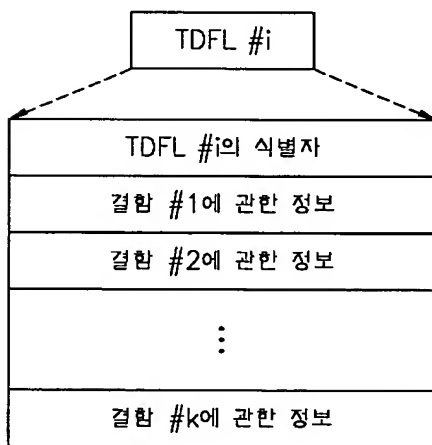 TDFL #i
TDFL #i의 식별자
결함 #1에 관한 정보
결함 #2에 관한 정보
⋮
결함 #k에 관한 정보